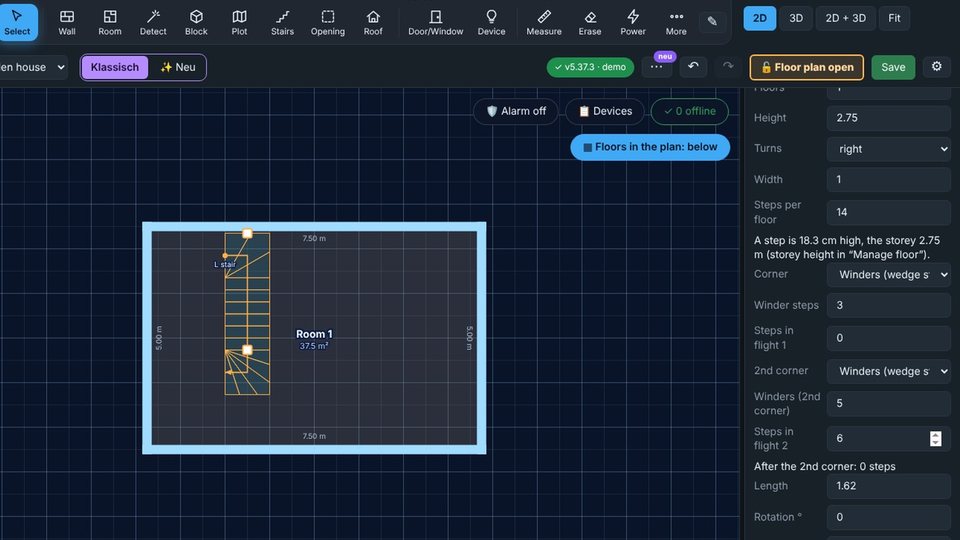 Select
Wall
Room
Detect
Block
Plot
Stairs
Opening
Roof
Door/Window
Device
Measure
Erase
Power
More
2D
3D
2D + 3D
Fit
en house
Klassisch
✨ Neu
✓ v5.37.3 · demo
neu
Floor plan open
Save
Alarm off
Devices
✓ 0 offline
Floors in the plan: below
7.50 m
L stair
5.00 m
Room 1
37.5 m²
5.00 m
7.50 m
Floors
Height
2.75
Turns
right
Width
1
Steps per
floor
14
A step is 18.3 cm high, the storey 2.75
m (storey height in “Manage floor”).
Corner
Winders (wedge s
Winder steps
3
Steps in
flight 1
0
2nd corner
Winders (wedge s
Winders (2nd
corner)
5
Steps in
flight 2
6
After the 2nd corner: 0 steps
Length
1.62
Rotation °
0